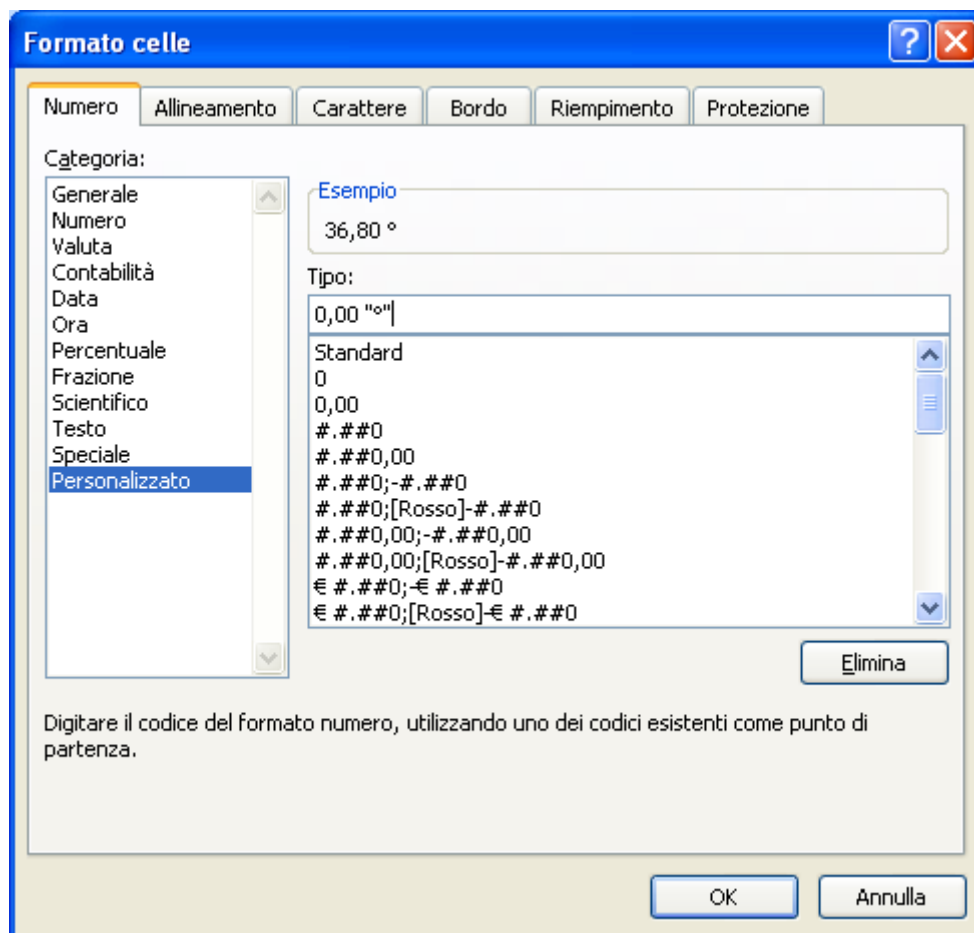 Formato celle
Numero Allineamento Carattere Bordo Riempimento Protezione
Categoria:
Generale
Numero
Valuta
Contabilità
Data
Ora
Percentuale
Frazione
Scientifico
Testo
Speciale
Personalizzato
Esempio
36,80 °
Tipo:
0,00 "°"
Standard
0
0,00
#.##0
#.##0,00
#.##0;-#.##0
#.##0;[Rosso]-#.##0
#.##0,00;-#.##0,00
#.##0,00;[Rosso]-#.##0,00
€ #.##0;-€ #.##0
€ #.##0;[Rosso]-€ #.##0
Elimina
Digitare il codice del formato numero, utilizzando uno dei codici esistenti come punto di
partenza.
OK Annulla